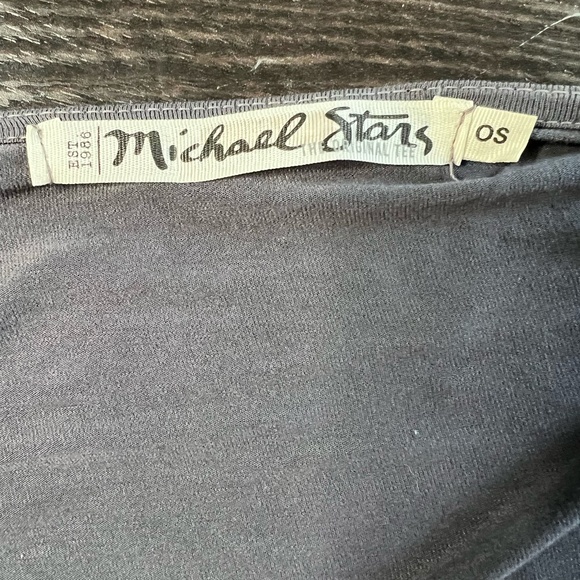 EST
1986
Michael Stars
THE ORIGINAL TEE
OS